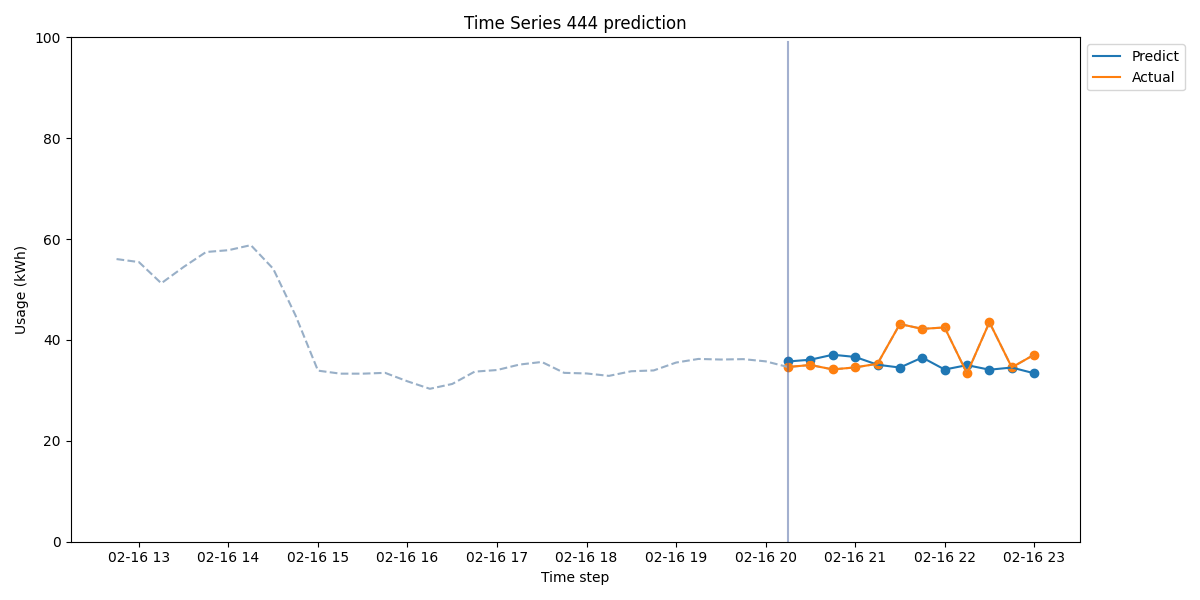 Time Series 444 prediction
100
80
60
40
20
0
Usage (kWh)
02-16 13 02-16 14 02-16 15 02-16 16 02-16 17 02-16 18 02-16 19 02-16 20 02-16 21 02-16 22 02-16 23
Time step
Predict
Actual